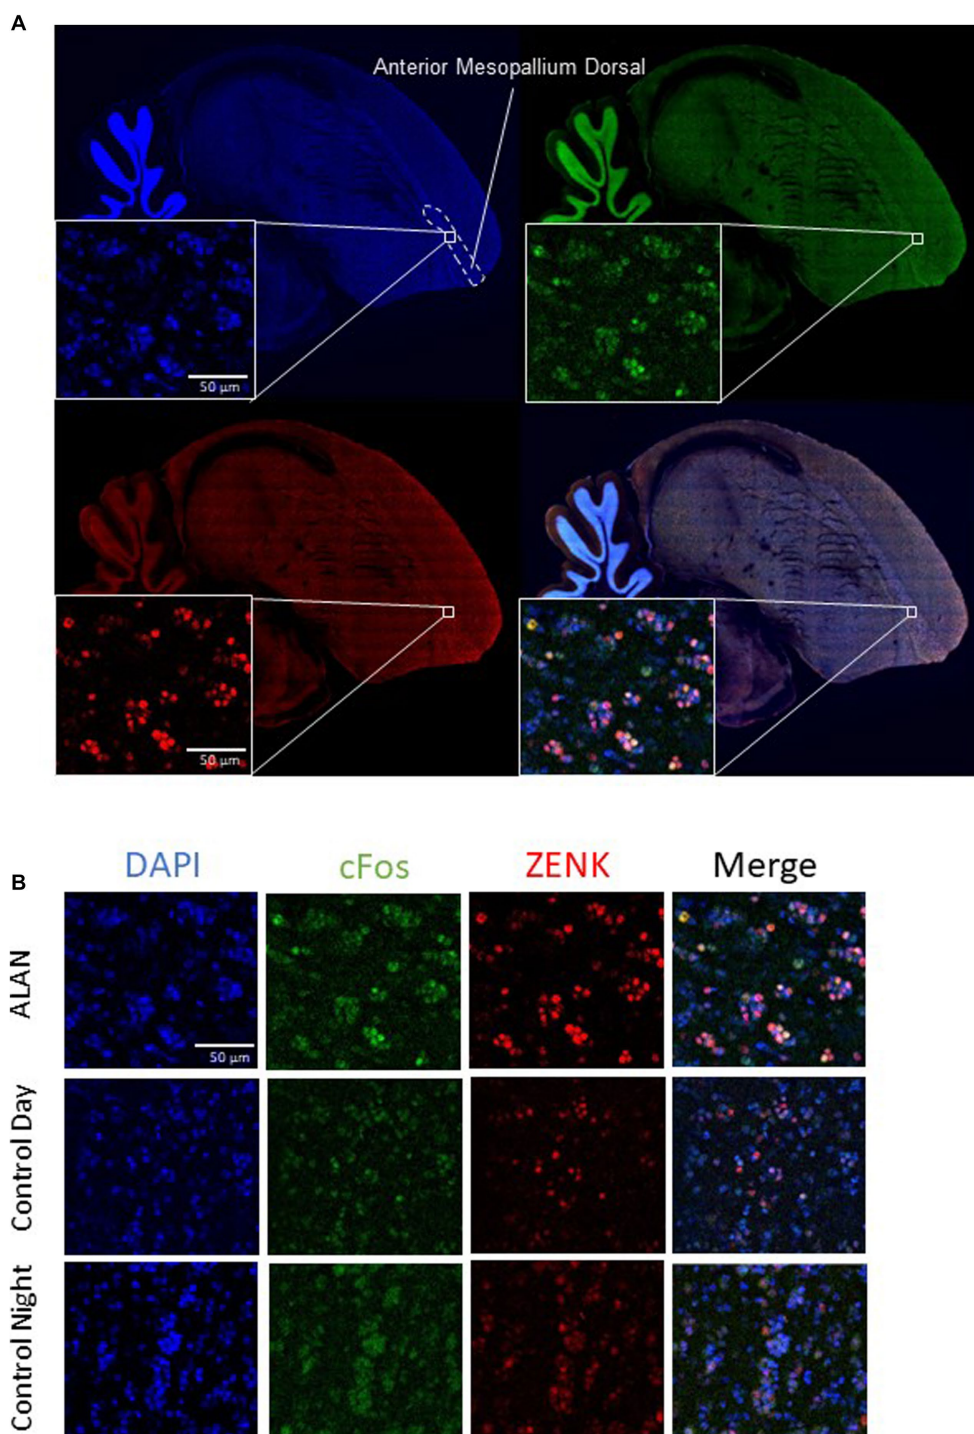 A
Anterior Mesopallium Dorsal
50 µm
50 µm
B
DAPI cFos ZENK Merge
ALAN
50 µm
Control Day
Control Night